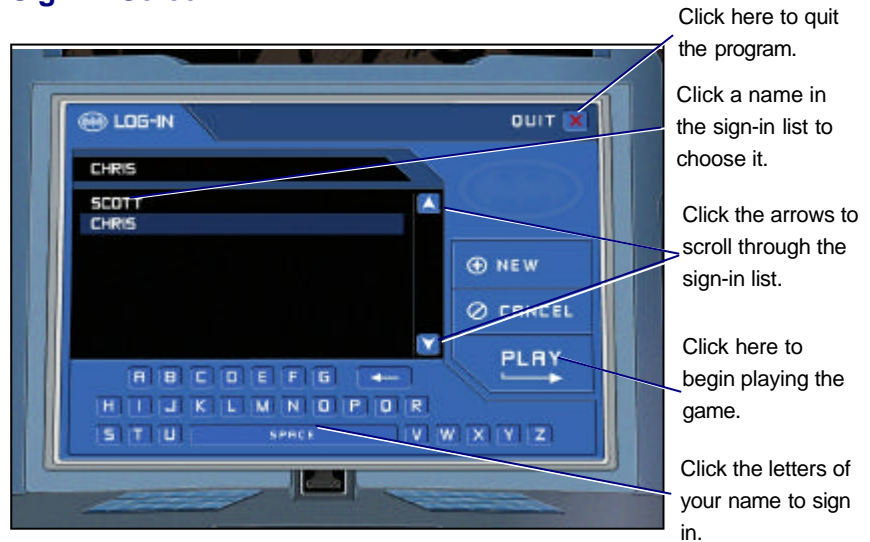 Click here to quit
the program.
LOG-IN
QUIT
Click a name in
the sign-in list to
choose it.
CHRIS
SCOTT
CHRIS
Click the arrows to
scroll through the
sign-in list.
NEW
CANCEL
PLAY
Click here to
begin playing the
game.
A B C D E F G ←
H I J K L M N O P Q R
S T U SPACE V W X Y Z
Click the letters of
your name to sign
in.